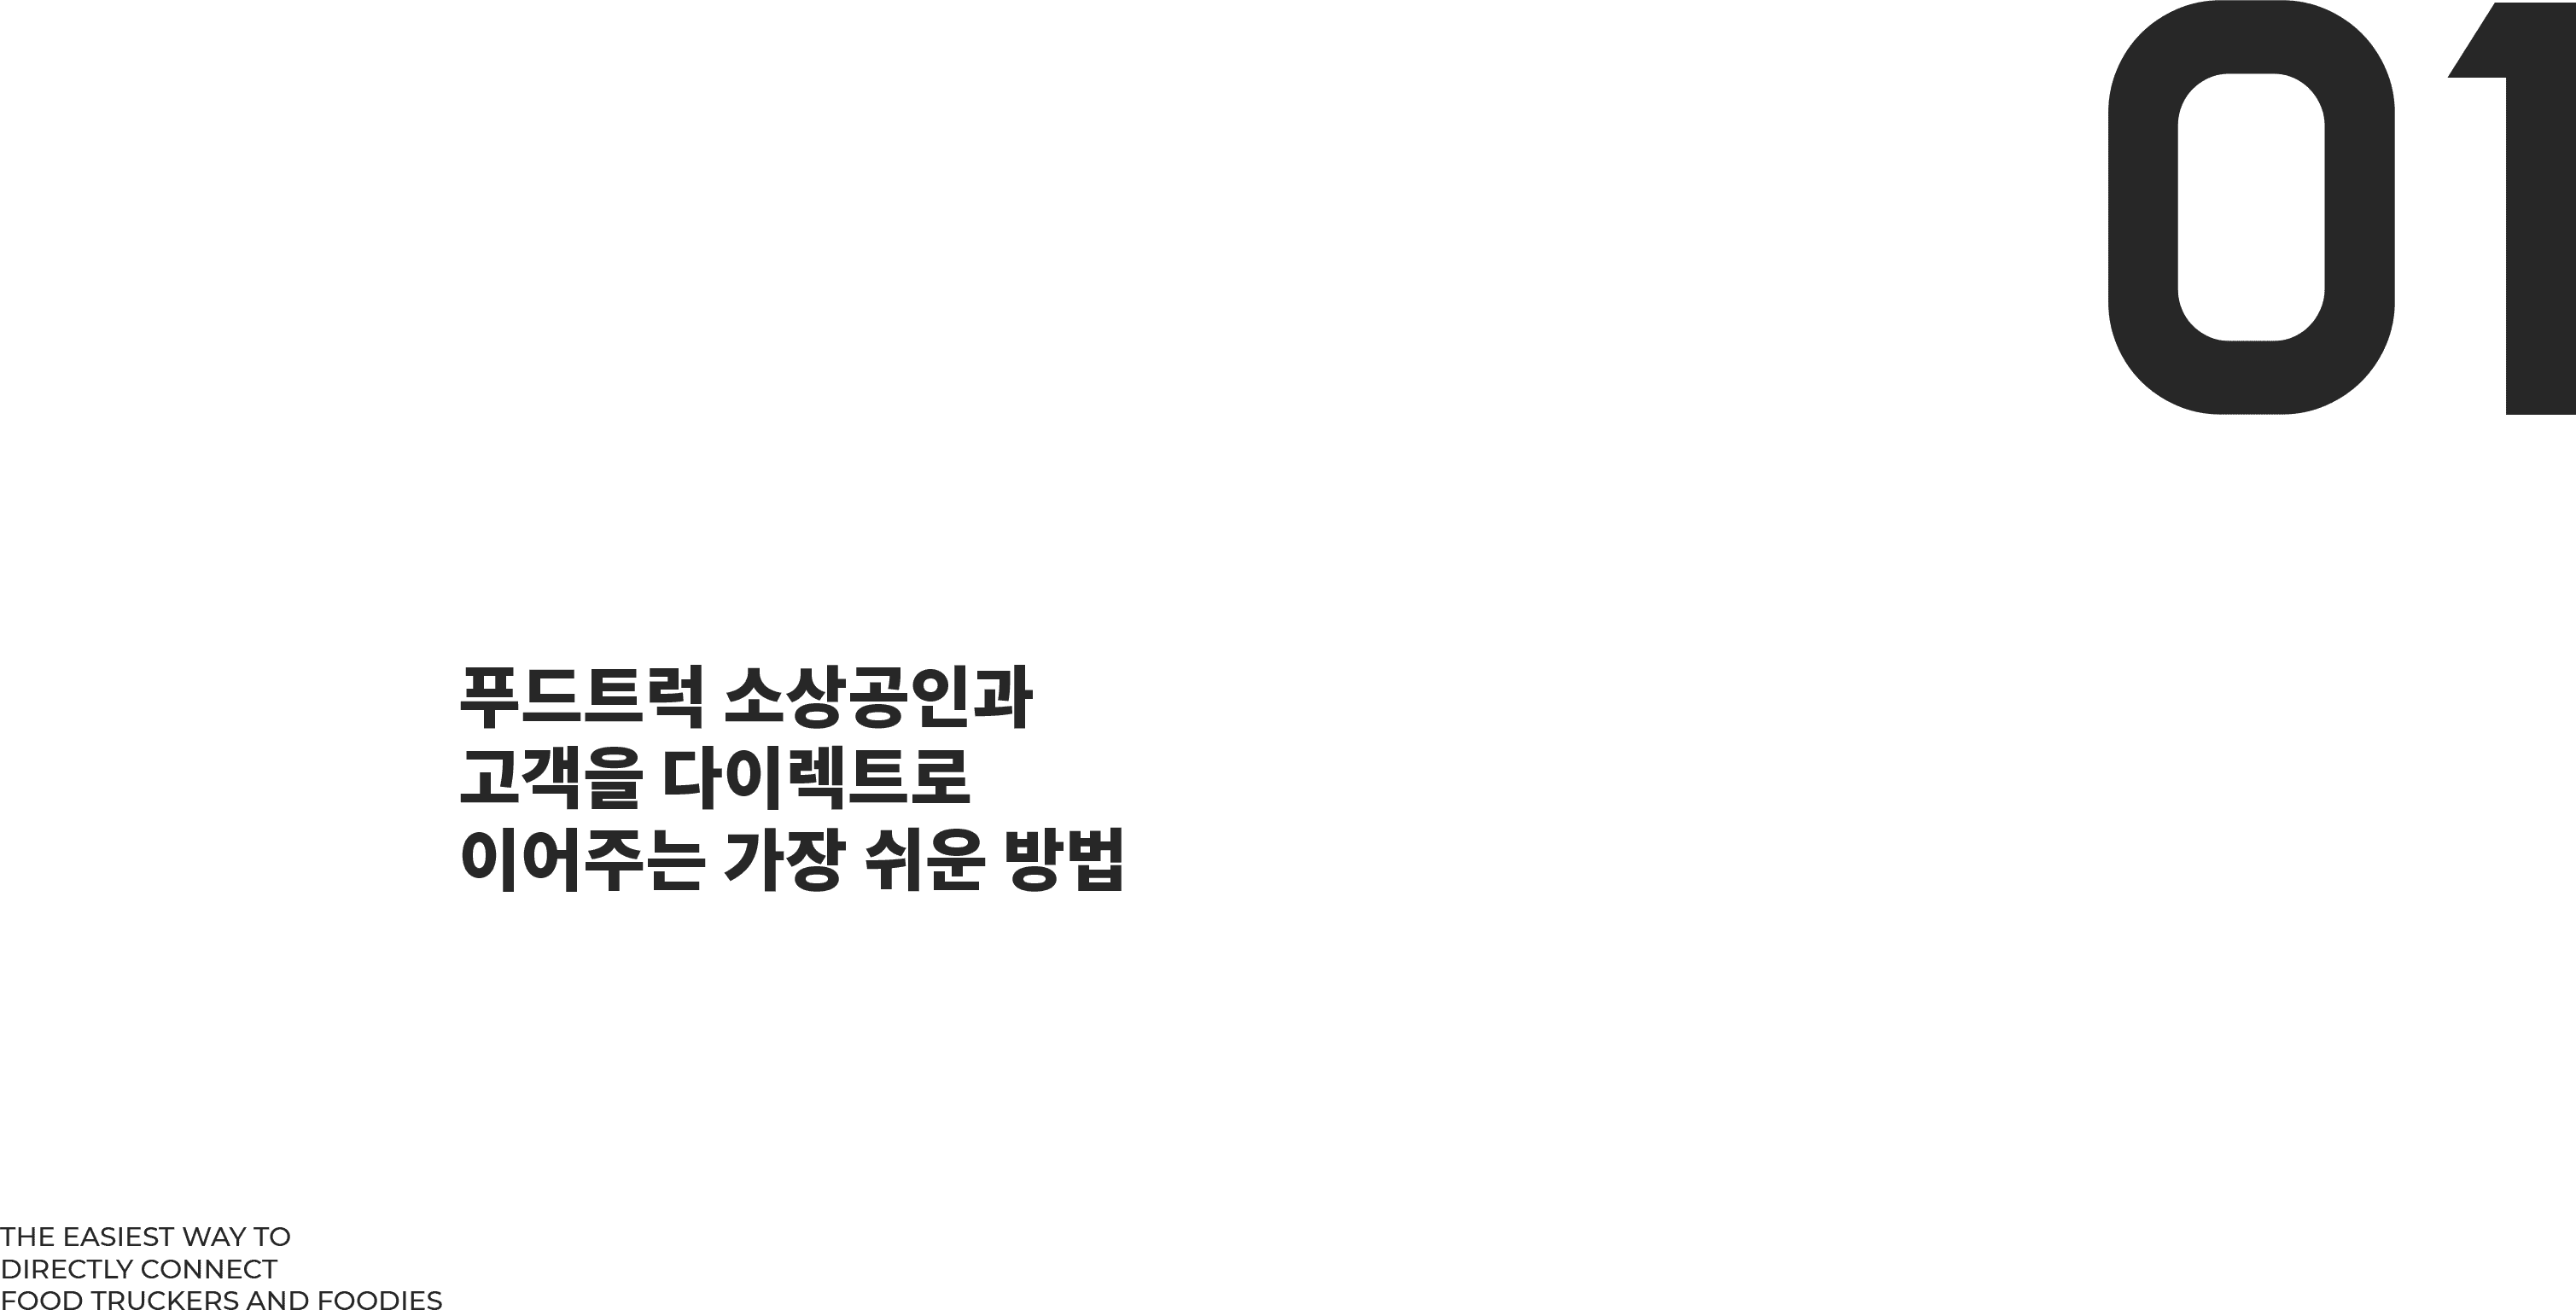 01
푸드트럭 소상공인과
고객을 다이렉트로
이어주는 가장 쉬운 방법
THE EASIEST WAY TO
DIRECTLY CONNECT
FOOD TRUCKERS AND FOODIES